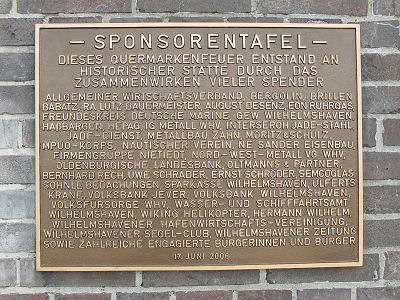 – SPONSORENTAFEL –
DIESES QUERMARKENFEUER ENTSTAND AN
HISTORISCHER STÄTTE DURCH DAS
ZUSAMMENWIRKEN VIELER SPENDER
ALLGEMEINER WIRTSCHAFTSVERBAND, BERGOLIN, BRILLEN
BABATZ, RA LUTZ BAUERMEISTER, AUGUST DESENZ, EON RUHRGAS,
FREUNDESKREIS DEUTSCHE MARINE, GEW WILHELMSHAVEN,
HAßBARGEN, HEPAG, IG METALL WHV, INTERSEROH JADE-STAHL,
JADE-DIENST, METALLBAU ZAHN, MORITZ SCHULZ,
MPUO-KORPS, NAUTISCHER VEREIN, NE SANDER EISENBAU,
FIRMENGRUPPE NIETIEDT, NORD-WEST-METALL VG WHV,
OLDENBURGISCHE LANDESBANK, OLTMANNS & PARTNER,
BERNHARD RECH, UWE SCHRADER, ERNST SCHRÖDER, SEMCOGLAS
SOHNLE BEDACHUNGEN, SPARKASSE WILHELMSHAVEN, ULFERTS
KRANE, VOLKSBANK JEVER, VOLKSBANK WILHELMSHAVEN,
VOLKSFÜRSORGE WHV, WASSER- UND SCHIFFFAHRTSAMT
WILHELMSHAVEN, WIKING HELIKOPTER, HERMANN WILHELM,
WILHELMSHAVENER HAFENWIRTSCHAFTS-VEREINIGUNG,
WILHELMSHAVENER SEGEL-CLUB, WILHELMSHAVENER ZEITUNG
SOWIE ZAHLREICHE ENGAGIERTE BÜRGERINNEN UND BÜRGER
17. JUNI 2006